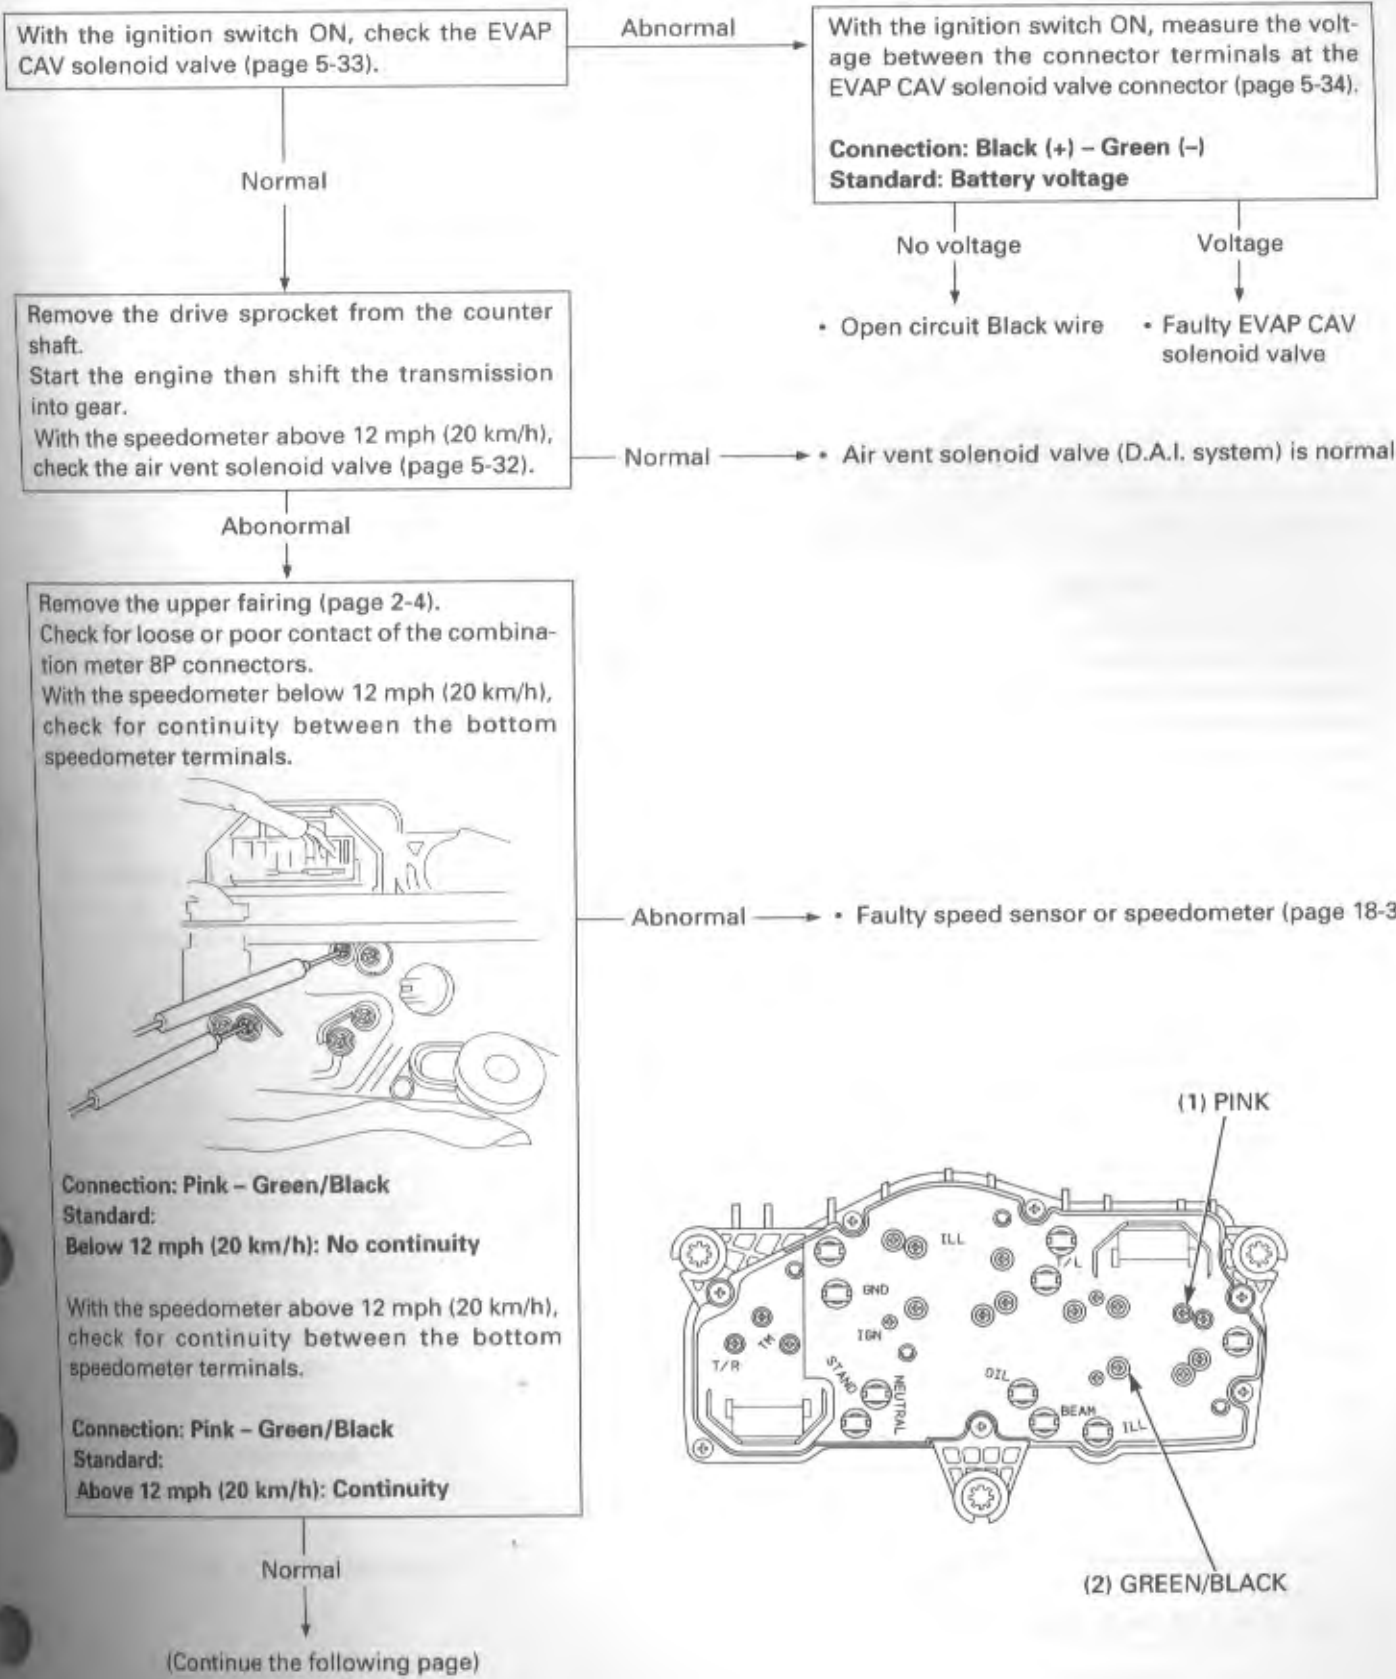 With the ignition switch ON, check the EVAP
CAV solenoid valve (page 5-33).
Abnormal
With the ignition switch ON, measure the volt-
age between the connector terminals at the
EVAP CAV solenoid valve connector (page 5-34).
Connection: Black (+) – Green (–)
Standard: Battery voltage
Normal
No voltage
Voltage
• Open circuit Black wire
• Faulty EVAP CAV
solenoid valve
Remove the drive sprocket from the counter
shaft.
Start the engine then shift the transmission
into gear.
With the speedometer above 12 mph (20 km/h),
check the air vent solenoid valve (page 5-32).
Normal
• Air vent solenoid valve (D.A.I. system) is normal
Abonormal
Remove the upper fairing (page 2-4).
Check for loose or poor contact of the combina-
tion meter 8P connectors.
With the speedometer below 12 mph (20 km/h),
check for continuity between the bottom
speedometer terminals.
Abnormal
• Faulty speed sensor or speedometer (page 18-3
Connection: Pink – Green/Black
Standard:
Below 12 mph (20 km/h): No continuity
With the speedometer above 12 mph (20 km/h),
check for continuity between the bottom
speedometer terminals.
Connection: Pink – Green/Black
Standard:
Above 12 mph (20 km/h): Continuity
(1) PINK
ILL
T/L
GND
IGN
TM
T/R
STAND
NEUTRAL
OIL
BEAM
ILL
(2) GREEN/BLACK
Normal
(Continue the following page)